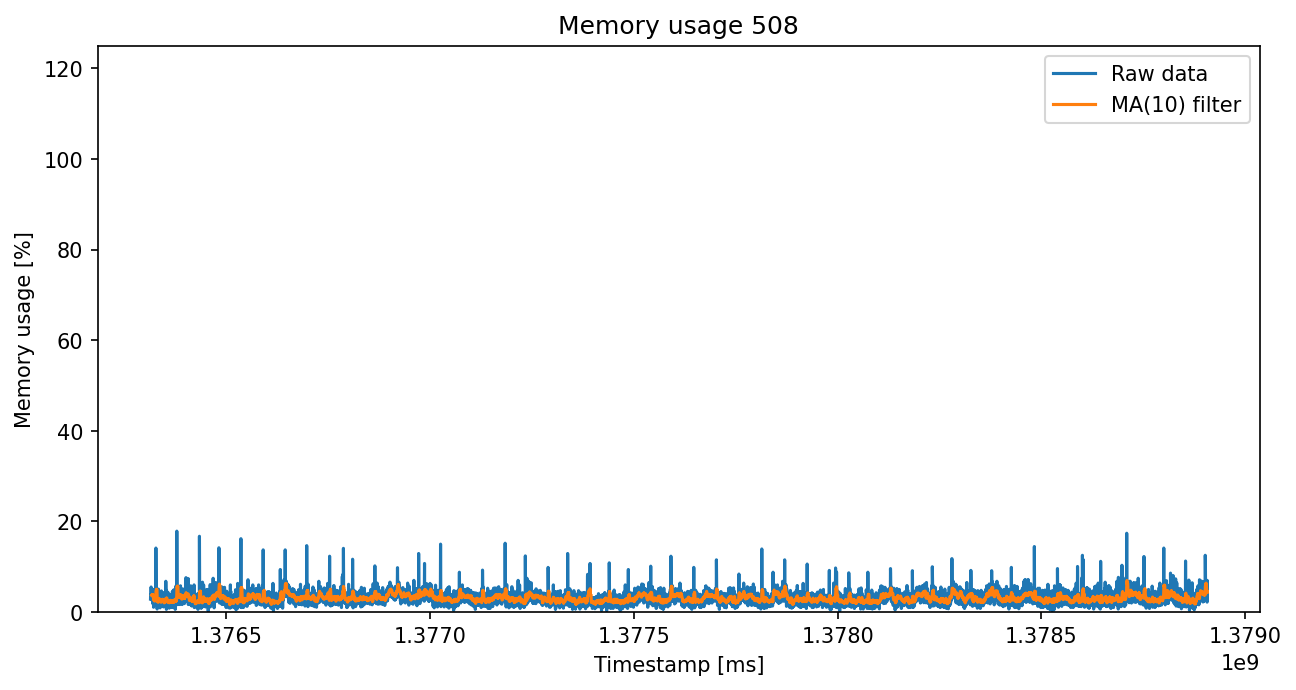 Memory usage 508
Raw data
MA(10) filter
Memory usage [%]
120
100
80
60
40
20
0
1.3765 1.3770 1.3775 1.3780 1.3785 1.3790
1e9
Timestamp [ms]